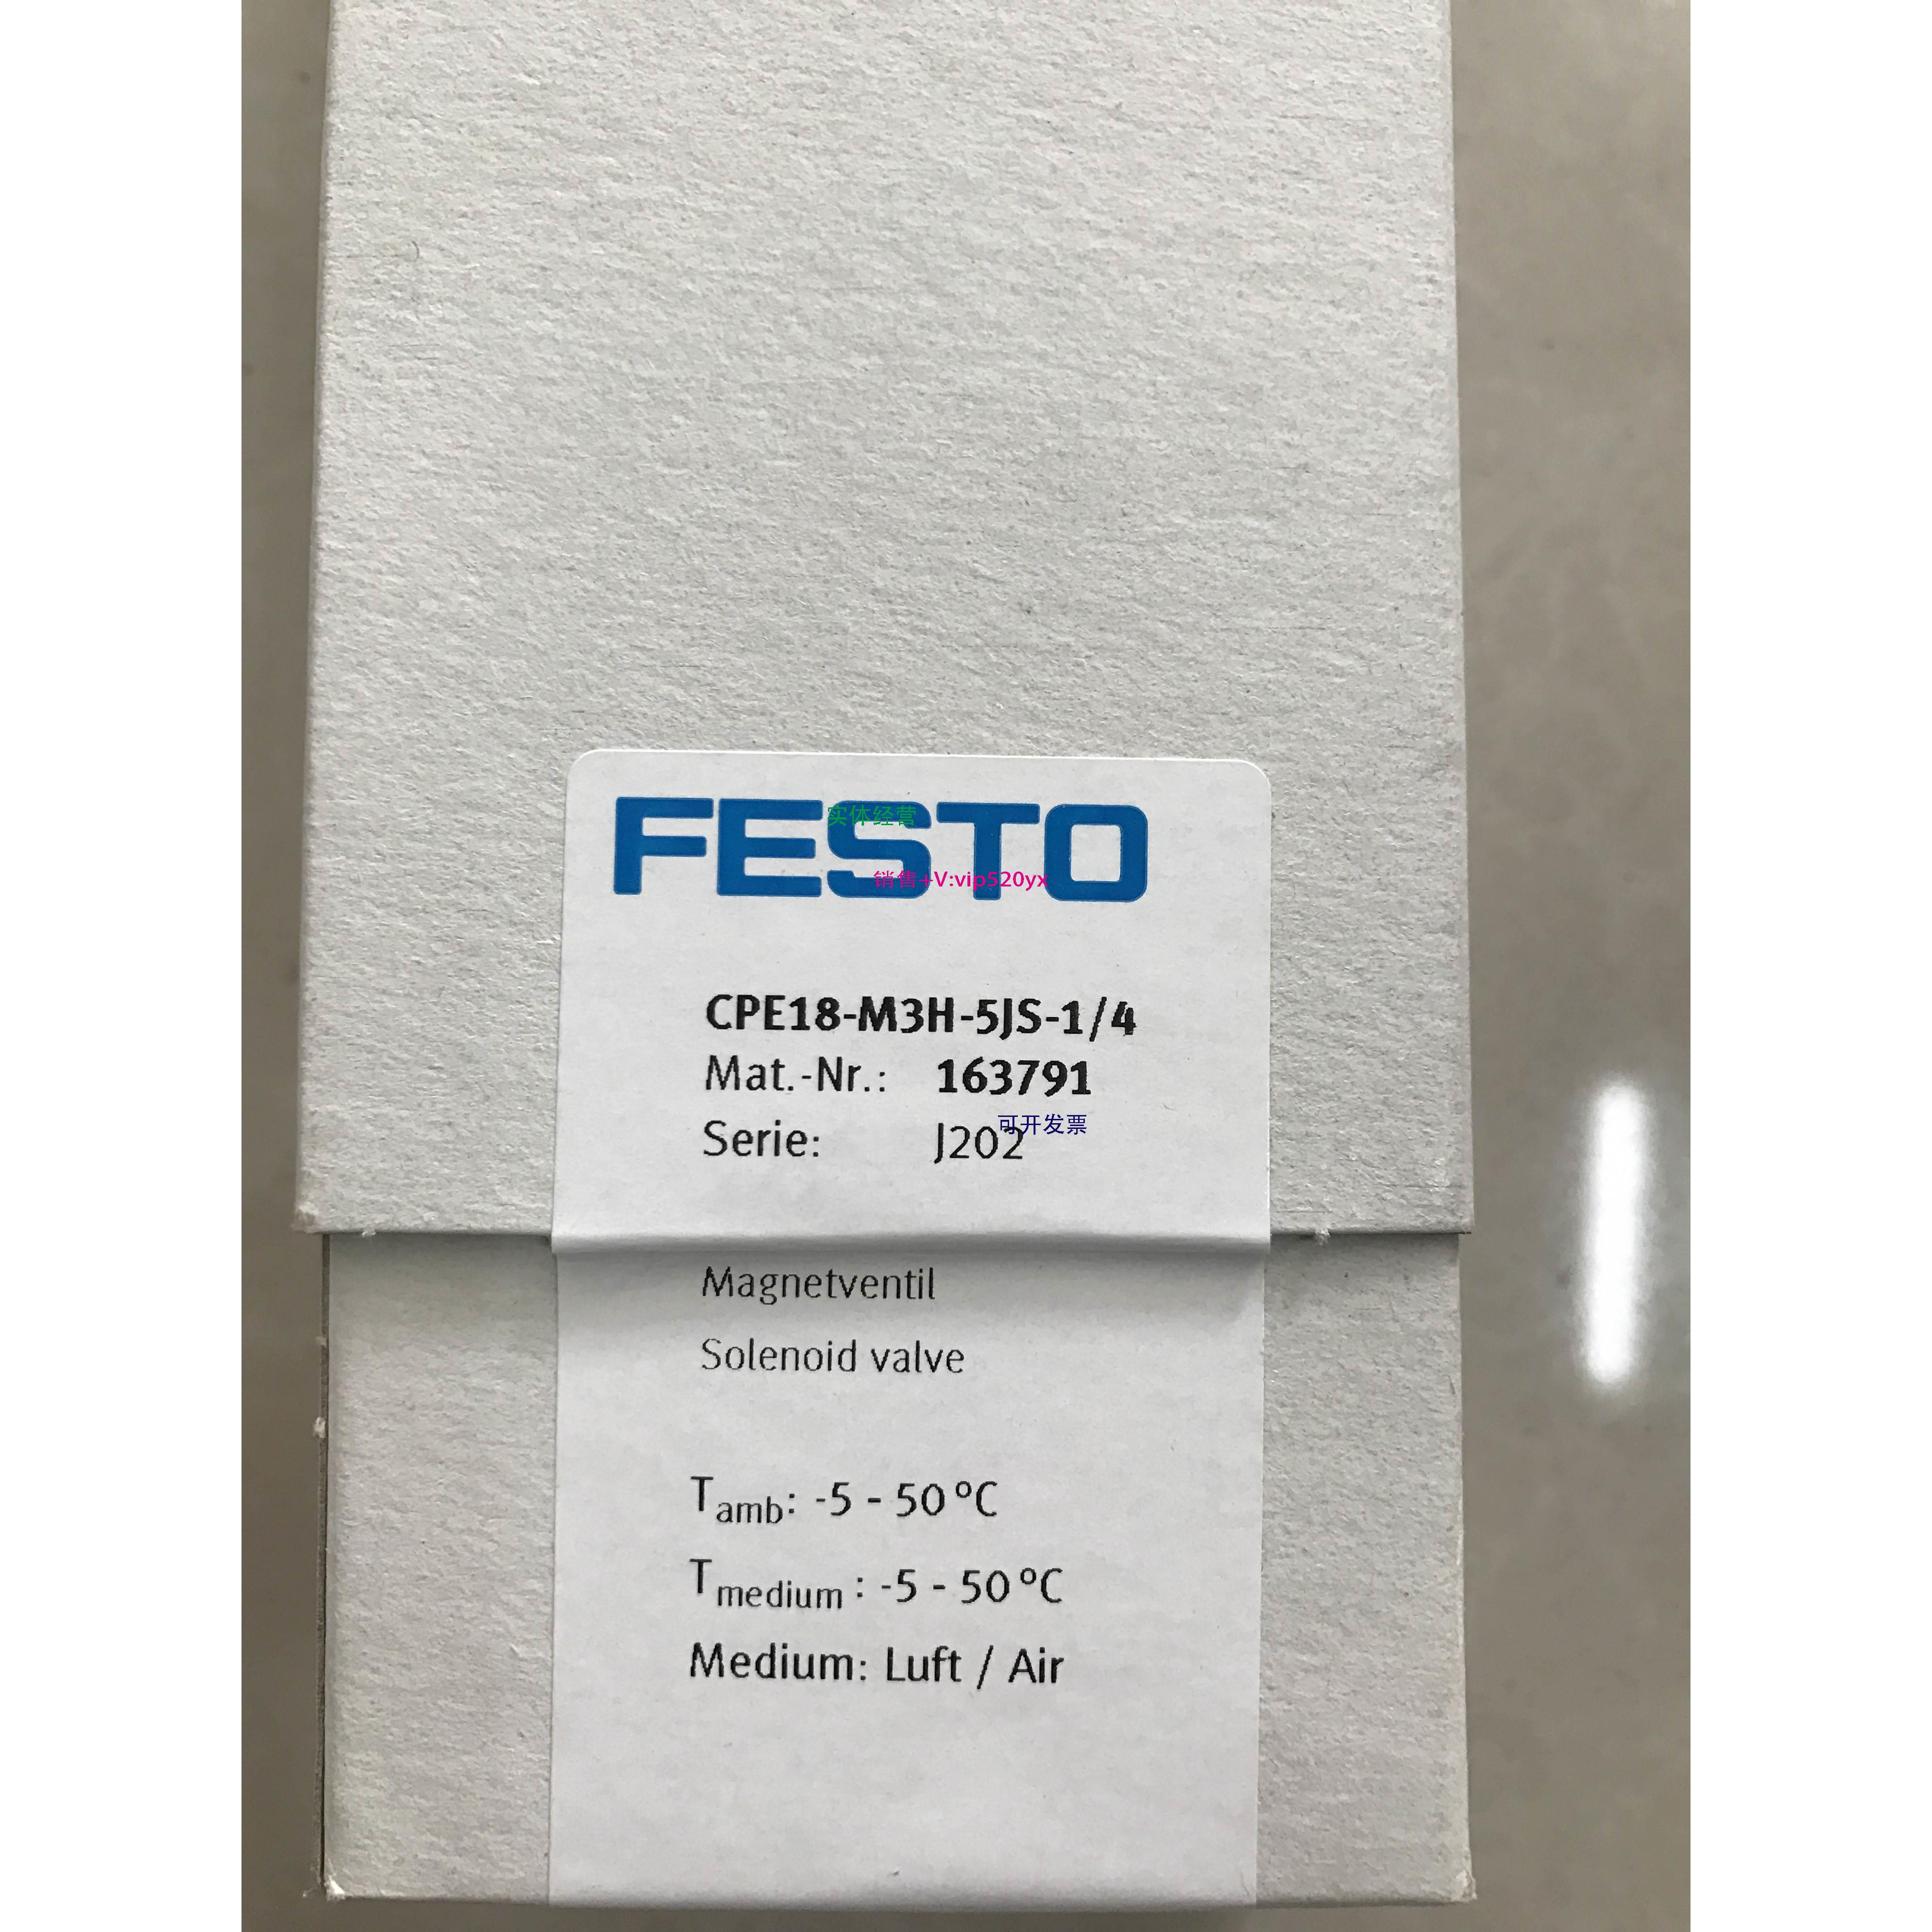 FESTO
实体经营
销售+V:vip520yx
CPE18-M3H-5JS-1/4
Mat.-Nr.: 163791
可开发票
Serie: J202
Magnetventil
Solenoid valve
Tamb: -5 - 50 °C
Tmedium : -5 - 50 °C
Medium: Luft / Air